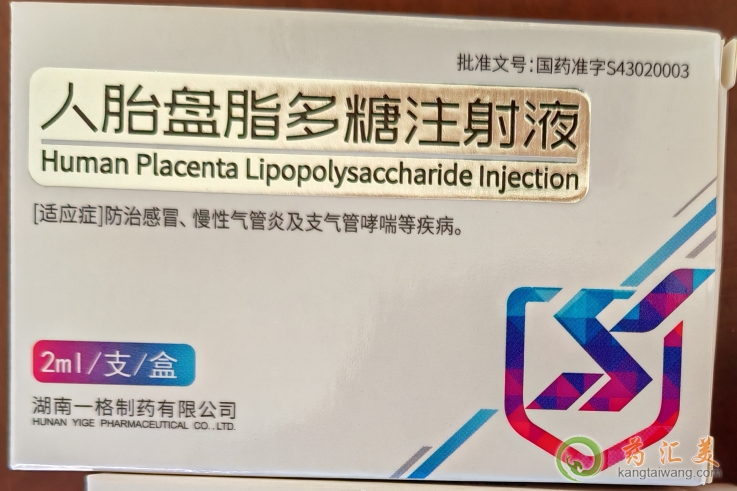 批准文号:国药准字S43020003
人胎盘脂多糖注射液
Human Placenta Lipopolysaccharide Injection
[适应症]防治感冒、慢性气管炎及支气管哮喘等疾病。
2ml/支/盒
湖南一格制药有限公司
HUNAN YIGE PHARMACEUTICAL CO..LTD.
药汇美
kangtaiwang.com